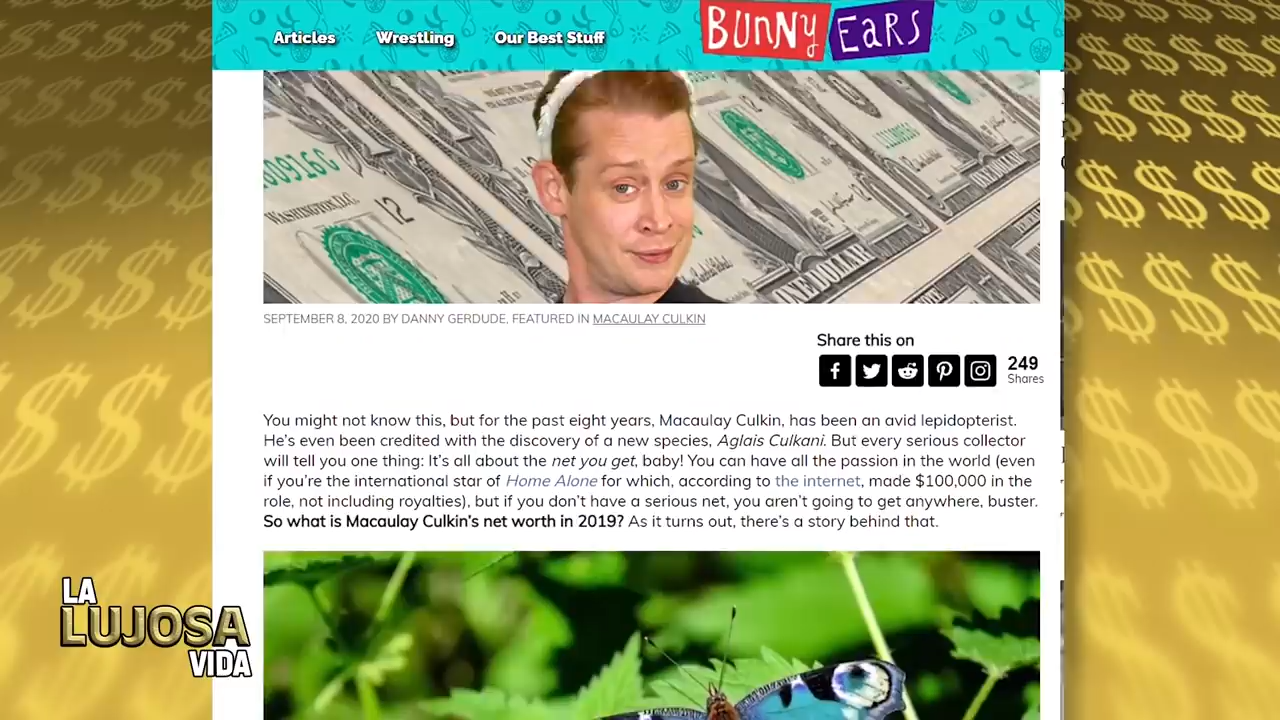 Articles
Wrestling
Our Best Stuff
BUNNY
EARS
WASHINGTON, D.C.
12
ONE DOLLAR
SEPTEMBER 8, 2020 BY DANNY GERDUDE, FEATURED IN MACAULAY CULKIN
Share this on
249
Shares
You might not know this, but for the past eight years, Macaulay Culkin, has been an avid lepidopterist.
He's even been credited with the discovery of a new species, Aglais Culkani. But every serious collector
will tell you one thing: It's all about the net you get, baby! You can have all the passion in the world (even
if you're the international star of Home Alone for which, according to the internet, made $100,000 in the
role, not including royalties), but if you don't have a serious net, you aren't going to get anywhere, buster.
So what is Macaulay Culkin's net worth in 2019? As it turns out, there's a story behind that.
LA
LUJOSA
VIDA